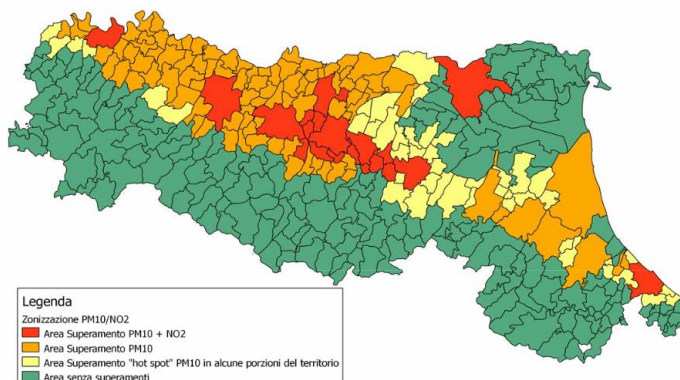 Legenda
Zonizzazione PM10/NO2
Area Superamento PM10 + NO2
Area Superamento PM10
Area Superamento "hot spot" PM10 in alcune porzioni del territorio
Area senza superamenti